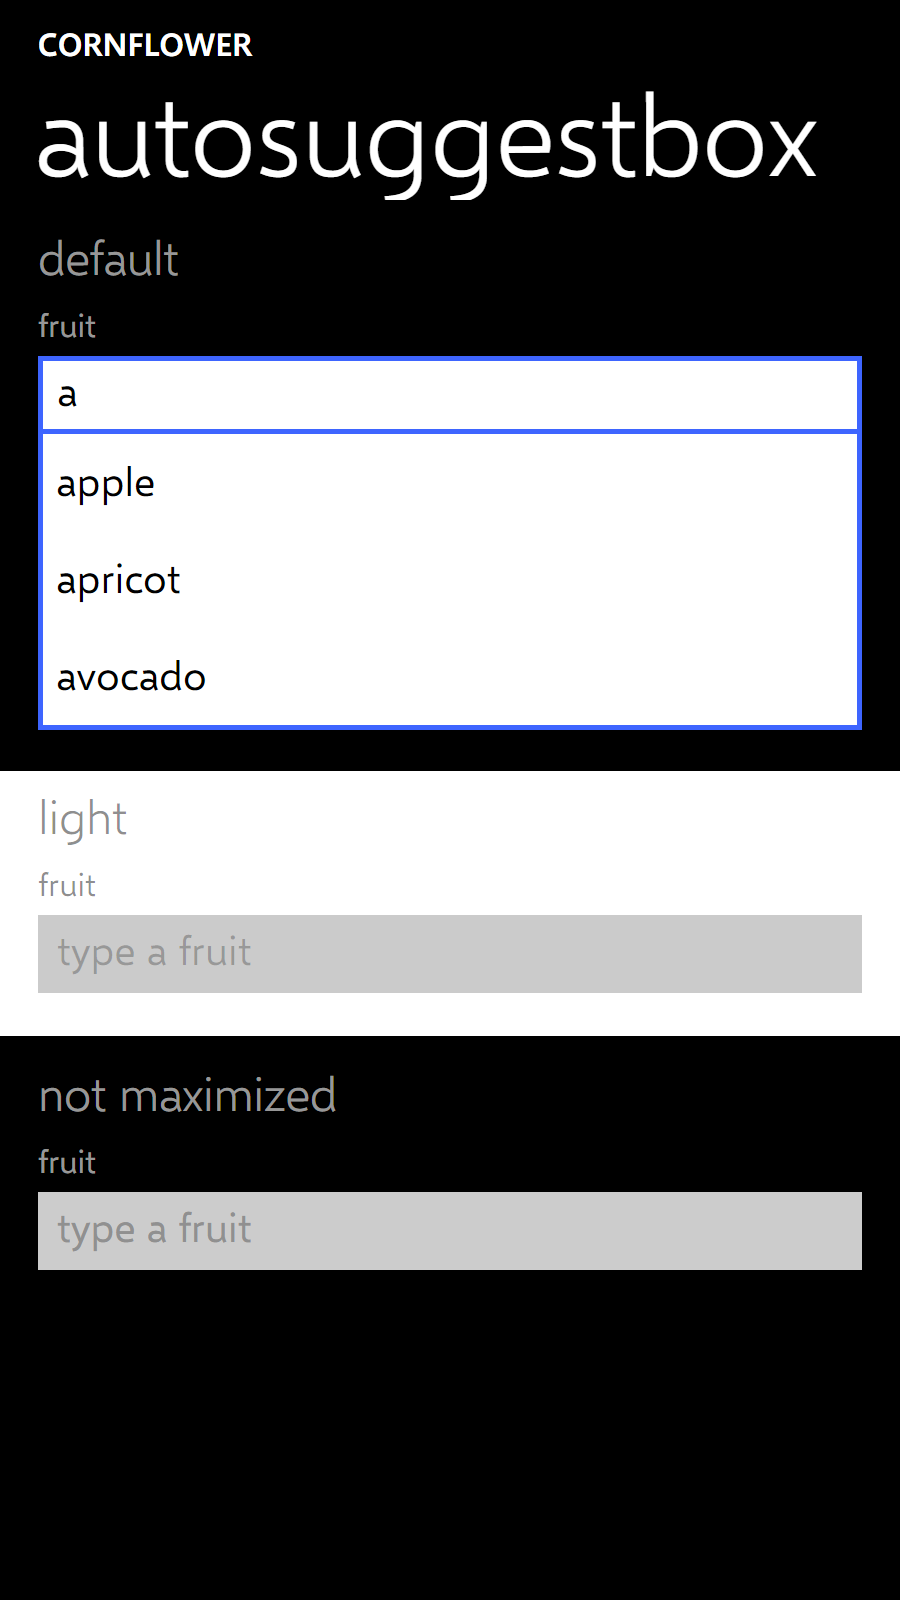 CORNFLOWER
autosuggestbox
default
fruit
a
apple
apricot
avocado
light
fruit
type a fruit
not maximized
fruit
type a fruit